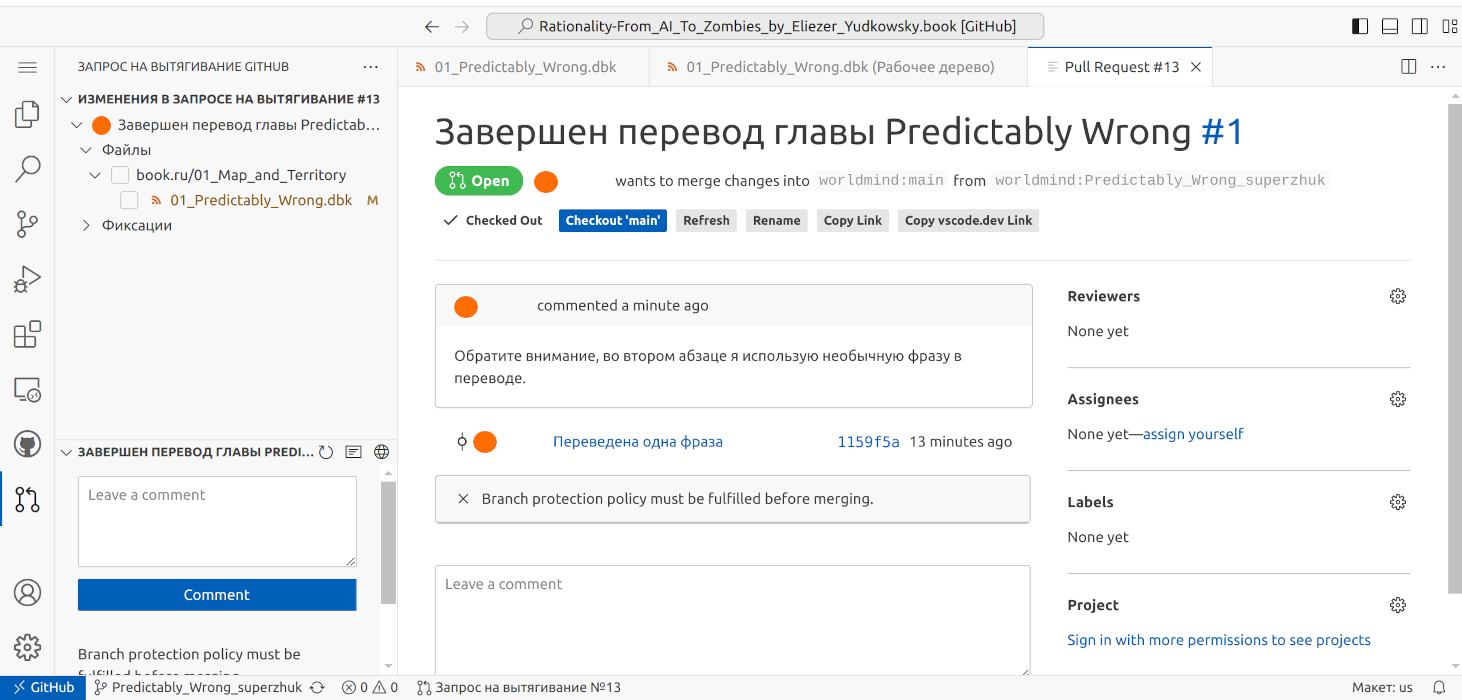 Rationality-From_AI_To_Zombies_by_Eliezer_Yudkowsky.book [GitHub]
ЗАПРОС НА ВЫТЯГИВАНИЕ GITHUB
01_Predictably_Wrong.dbk
01_Predictably_Wrong.dbk (Рабочее дерево)
Pull Request #13
ИЗМЕНЕНИЯ В ЗАПРОСЕ НА ВЫТЯГИВАНИЕ #13
Завершен перевод главы Predictab...
Файлы
book.ru/01_Map_and_Territory
01_Predictably_Wrong.dbk M
Фиксации
Завершен перевод главы Predictably Wrong #1
Open
wants to merge changes into worldmind:main from worldmind:Predictably_Wrong_superzhuk
Checked Out
Checkout 'main'
Refresh
Rename
Copy Link
Copy vscode.dev Link
commented a minute ago
Обратите внимание, во втором абзаце я использую необычную фразу в
переводе.
Переведена одна фраза 1159f5a 13 minutes ago
Branch protection policy must be fulfilled before merging.
Leave a comment
Reviewers
None yet
Assignees
None yet—assign yourself
Labels
None yet
Project
Sign in with more permissions to see projects
ЗАВЕРШЕН ПЕРЕВОД ГЛАВЫ PREDI...
Leave a comment
Comment
Branch protection policy must be
fulfilled before merging.
GitHub
Predictably_Wrong_superzhuk
0
0
Запрос на вытягивание №13
Макет: us